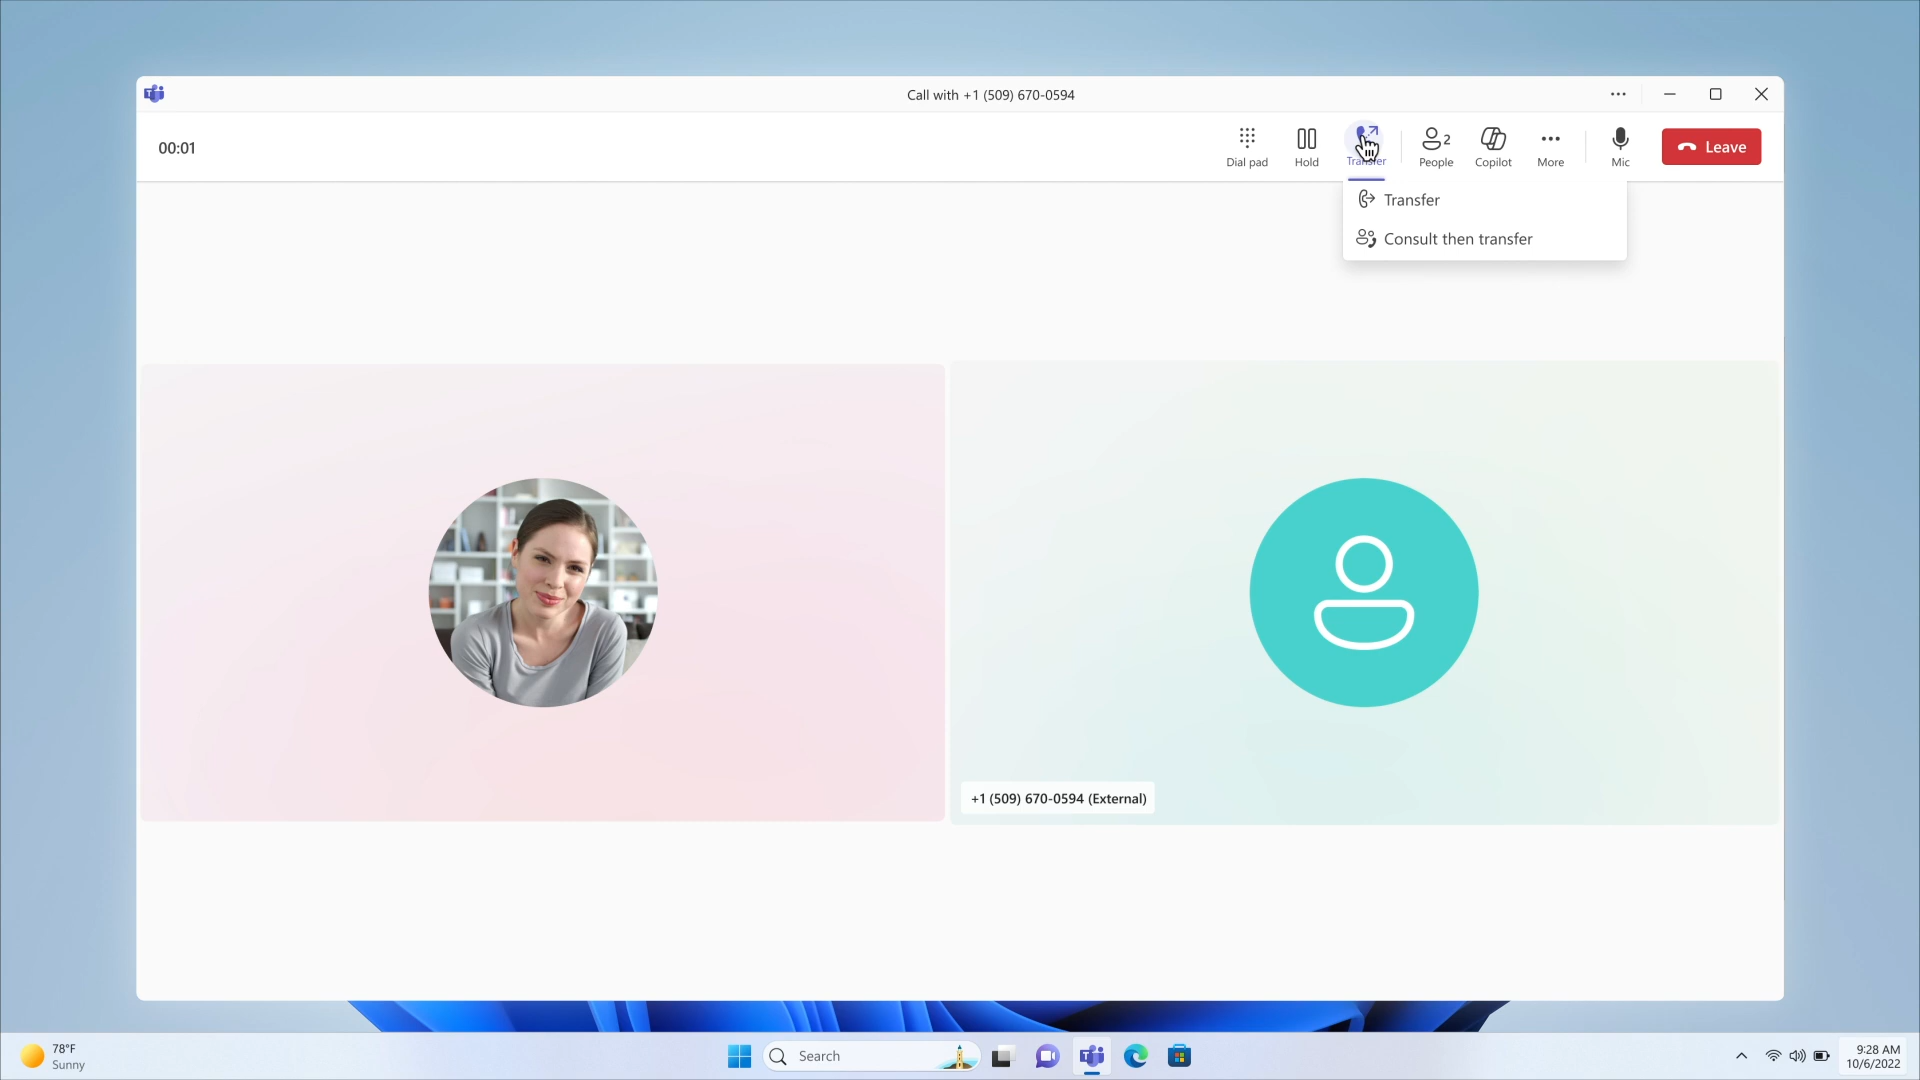 Call with +1 (509) 670-0594
00:01
Dial pad
Hold
Transfer
People 2
Copilot
More
Mic
Leave
Transfer
Consult then transfer
+1 (509) 670-0594 (External)
78°F
Sunny
Search
9:28 AM
10/6/2022